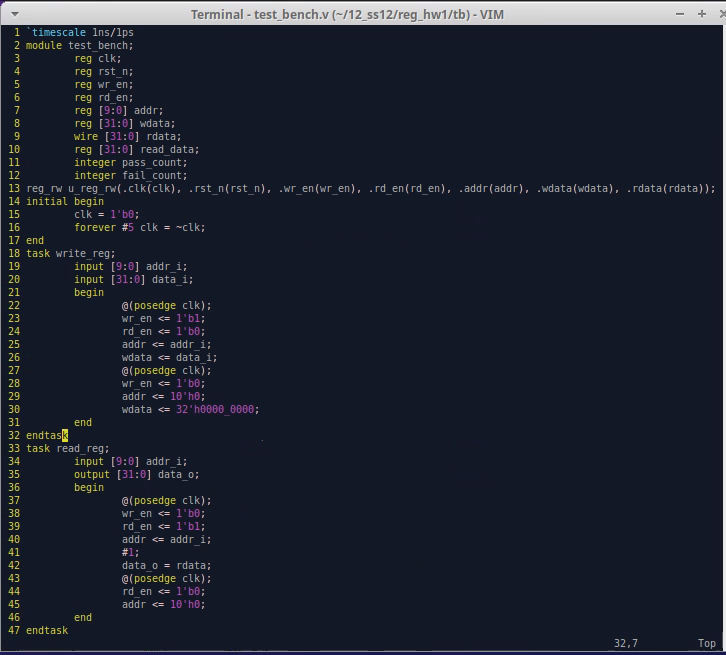 Terminal - test_bench.v (~/12_ss12/reg_hw1/tb) - VIM
1 `timescale 1ns/1ps
2 module test_bench;
3 reg clk;
4 reg rst_n;
5 reg wr_en;
6 reg rd_en;
7 reg [9:0] addr;
8 reg [31:0] wdata;
9 wire [31:0] rdata;
10 reg [31:0] read_data;
11 integer pass_count;
12 integer fail_count;
13 reg_rw u_reg_rw(.clk(clk), .rst_n(rst_n), .wr_en(wr_en), .rd_en(rd_en), .addr(addr), .wdata(wdata), .rdata(rdata));
14 initial begin
15 clk = 1'b0;
16 forever #5 clk = ~clk;
17 end
18 task write_reg;
19 input [9:0] addr_i;
20 input [31:0] data_i;
21 begin
22 @(posedge clk);
23 wr_en <= 1'b1;
24 rd_en <= 1'b0;
25 addr <= addr_i;
26 wdata <= data_i;
27 @(posedge clk);
28 wr_en <= 1'b0;
29 addr <= 10'h0;
30 wdata <= 32'h0000_0000;
31 end
32 endtask
33 task read_reg;
34 input [9:0] addr_i;
35 output [31:0] data_o;
36 begin
37 @(posedge clk);
38 wr_en <= 1'b0;
39 rd_en <= 1'b1;
40 addr <= addr_i;
41 #1;
42 data_o = rdata;
43 @(posedge clk);
44 rd_en <= 1'b0;
45 addr <= 10'h0;
46 end
47 endtask
32,7 Top